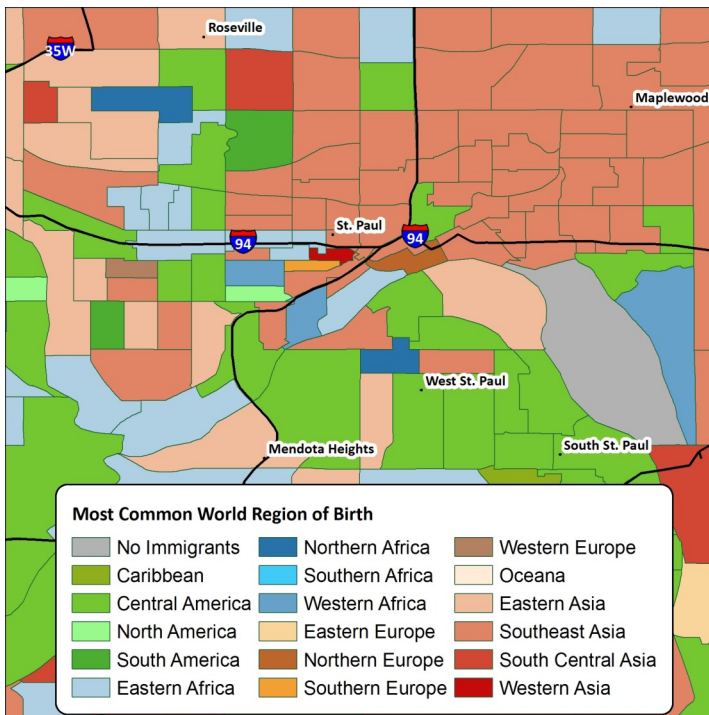 Roseville
35W
Maplewood
St. Paul
94
94
West St. Paul
South St. Paul
Mendota Heights
Most Common World Region of Birth
No Immigrants
Caribbean
Central America
North America
South America
Eastern Africa
Northern Africa
Southern Africa
Western Africa
Eastern Europe
Northern Europe
Southern Europe
Western Europe
Oceana
Eastern Asia
Southeast Asia
South Central Asia
Western Asia